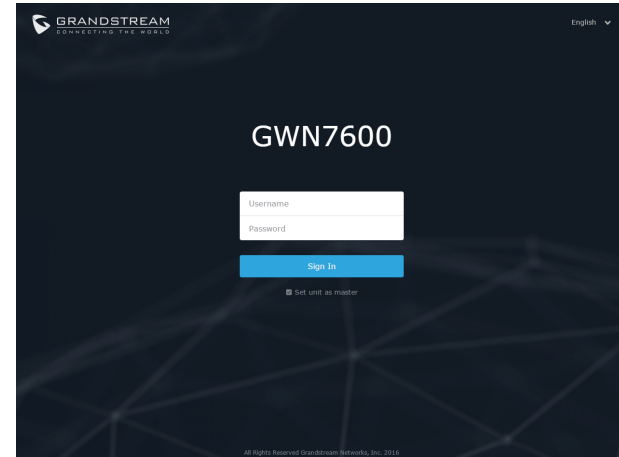 GRANDSTREAM
CONNECTING THE WORLD
English
GWN7600
Username
Password
Sign In
Set unit as master
All Rights Reserved Grandstream Networks, Inc. 2016